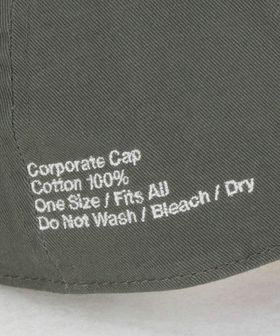 Corporate Cap
Cotton 100%
One Size / Fits All
Do Not Wash / Bleach / Dry